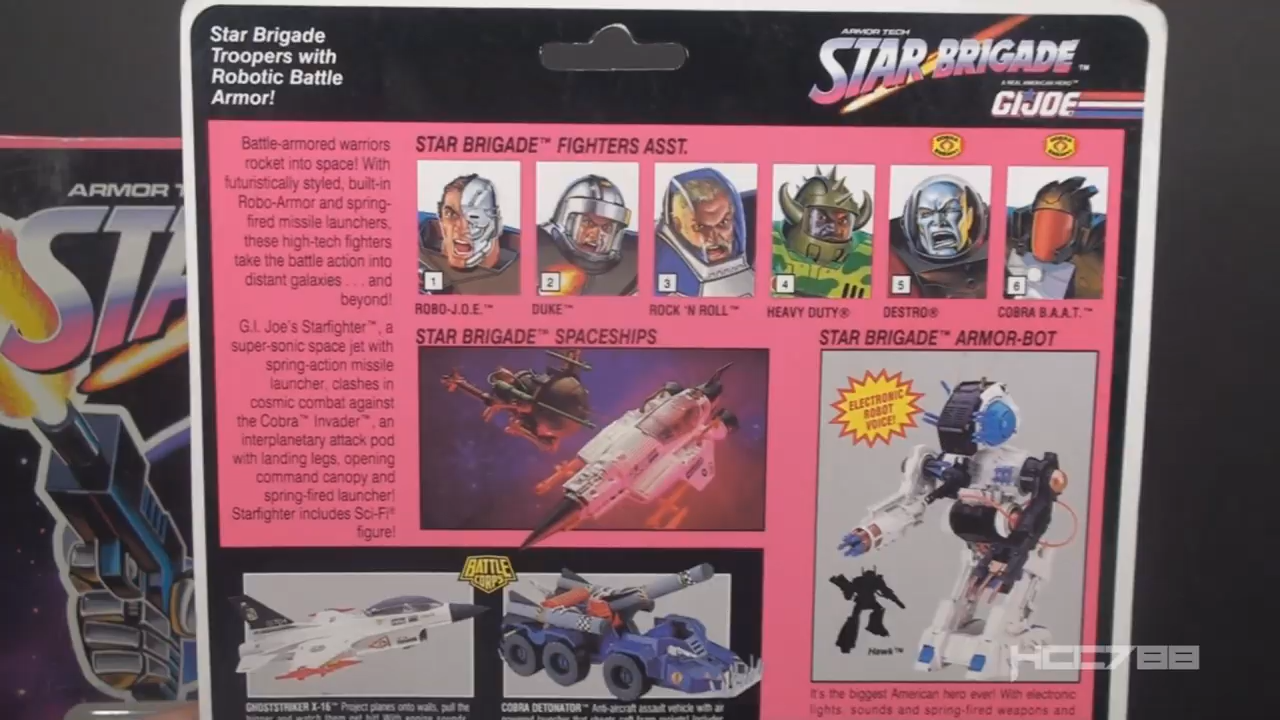 Star Brigade
Troopers with
Robotic Battle
Armor!
ARMOR TECH
STAR BRIGADE™
A REAL AMERICAN HERO™
G.I. JOE
Battle-armored warriors
rocket into space! With
futuristically styled, built-in
Robo-Armor and spring-
fired missile launchers,
these high-tech fighters
take the battle action into
distant galaxies . . . and
beyond!
G.I. Joe's Starfighter™, a
super-sonic space jet with
spring-action missile
launcher, clashes in
cosmic combat against
the Cobra™ Invader™, an
interplanetary attack pod
with landing legs, opening
command canopy and
spring-fired launcher!
Starfighter includes Sci-Fi®
figure!
STAR BRIGADE™ FIGHTERS ASST.
1 2 3 4 5 6
ROBO-J.O.E.™ DUKE™ ROCK 'N ROLL™ HEAVY DUTY® DESTRO® COBRA B.A.A.T.™
STAR BRIGADE™ SPACESHIPS
STAR BRIGADE™ ARMOR-BOT
ELECTRONIC
ROBOT
VOICE!
Hawk™
BATTLE
CORPS
GHOSTSTRIKER X-16™ Project planes onto walls, pull the
COBRA DETONATOR™ Anti-aircraft assault vehicle with air
It's the biggest American hero ever! With electronic
lights, sounds and spring-fired weapons and
ARMOR T
STA
HCC788